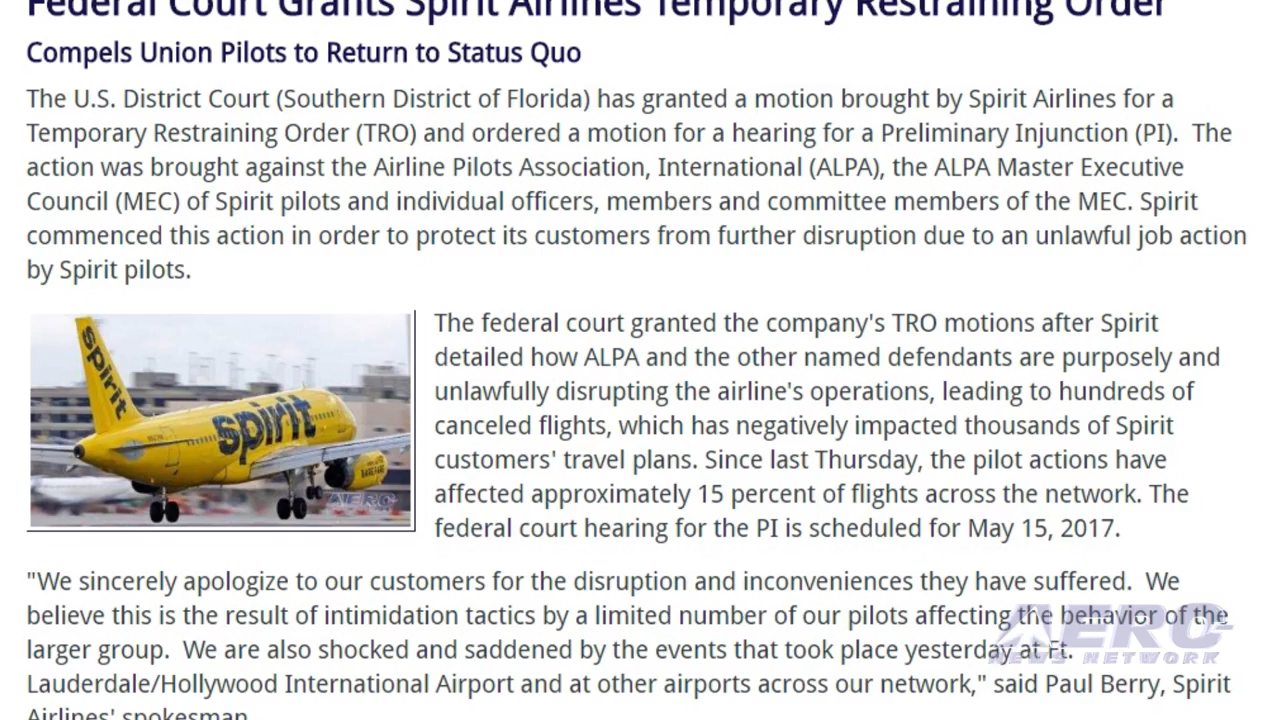 Federal Court Grants Spirit Airlines Temporary Restraining Order
Compels Union Pilots to Return to Status Quo
The U.S. District Court (Southern District of Florida) has granted a motion brought by Spirit Airlines for a
Temporary Restraining Order (TRO) and ordered a motion for a hearing for a Preliminary Injunction (PI).  The
action was brought against the Airline Pilots Association, International (ALPA), the ALPA Master Executive
Council (MEC) of Spirit pilots and individual officers, members and committee members of the MEC. Spirit
commenced this action in order to protect its customers from further disruption due to an unlawful job action
by Spirit pilots.
spirit
spirit
AERO
The federal court granted the company's TRO motions after Spirit
detailed how ALPA and the other named defendants are purposely and
unlawfully disrupting the airline's operations, leading to hundreds of
canceled flights, which has negatively impacted thousands of Spirit
customers' travel plans. Since last Thursday, the pilot actions have
affected approximately 15 percent of flights across the network. The
federal court hearing for the PI is scheduled for May 15, 2017.
"We sincerely apologize to our customers for the disruption and inconveniences they have suffered.  We
believe this is the result of intimidation tactics by a limited number of our pilots affecting the behavior of the
larger group.  We are also shocked and saddened by the events that took place yesterday at Ft.
Lauderdale/Hollywood International Airport and at other airports across our network," said Paul Berry, Spirit
Airlines' spokesman
AERO
NEWS NETWORK